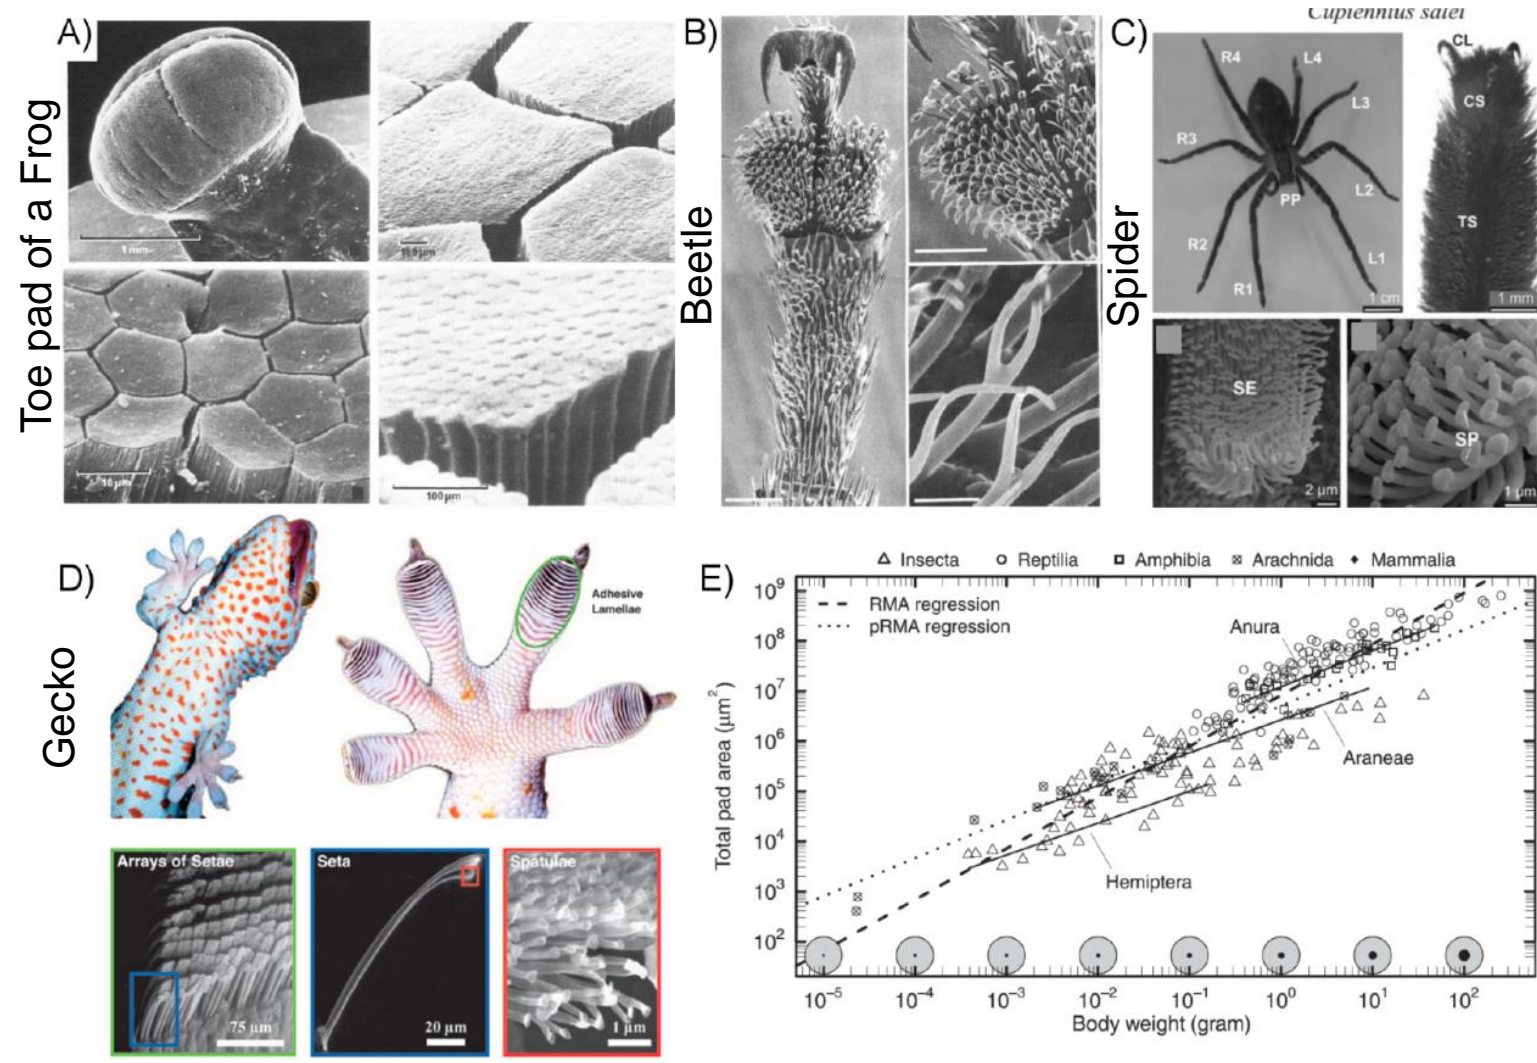 A)
Toe pad of a Frog
1 mm
100 µm
10 µm
100 µm
B)
Beetle
C)
Spider
Cupiennius salei
R4
L4
L3
R3
L2
PP
R2
L1
R1
1 cm
CL
CS
TS
1 mm
SE
2 µm
SP
1 µm
D)
Gecko
Adhesive
Lamellae
Arrays of Setae
75 µm
Seta
20 µm
Spatulae
1 µm
E)
Insecta Reptilia Amphibia Arachnida Mammalia
RMA regression
pRMA regression
Anura
Araneae
Hemiptera
Total pad area (µm²)
10⁹
10⁸
10⁷
10⁶
10⁵
10⁴
10³
10²
10⁻⁵ 10⁻⁴ 10⁻³ 10⁻² 10⁻¹ 10⁰ 10¹ 10²
Body weight (gram)